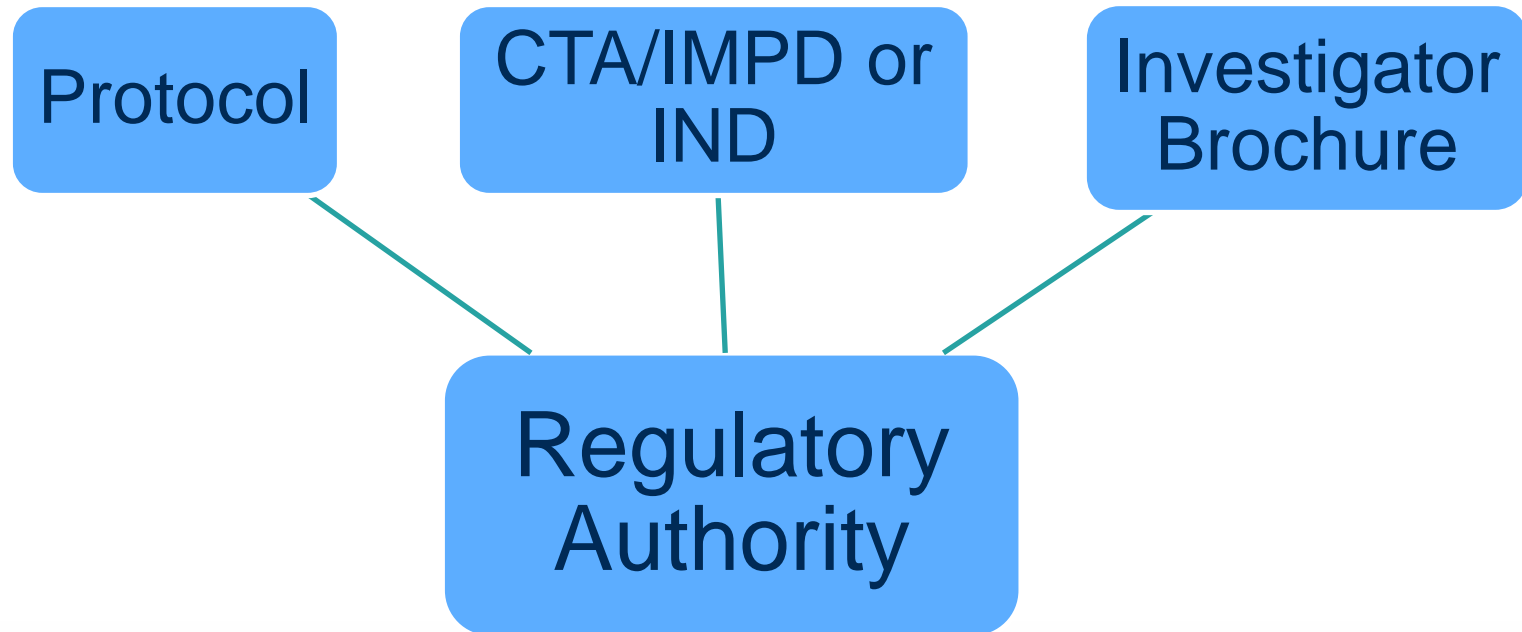 Protocol
CTA/IMPD or
IND
Investigator
Brochure
Regulatory
Authority